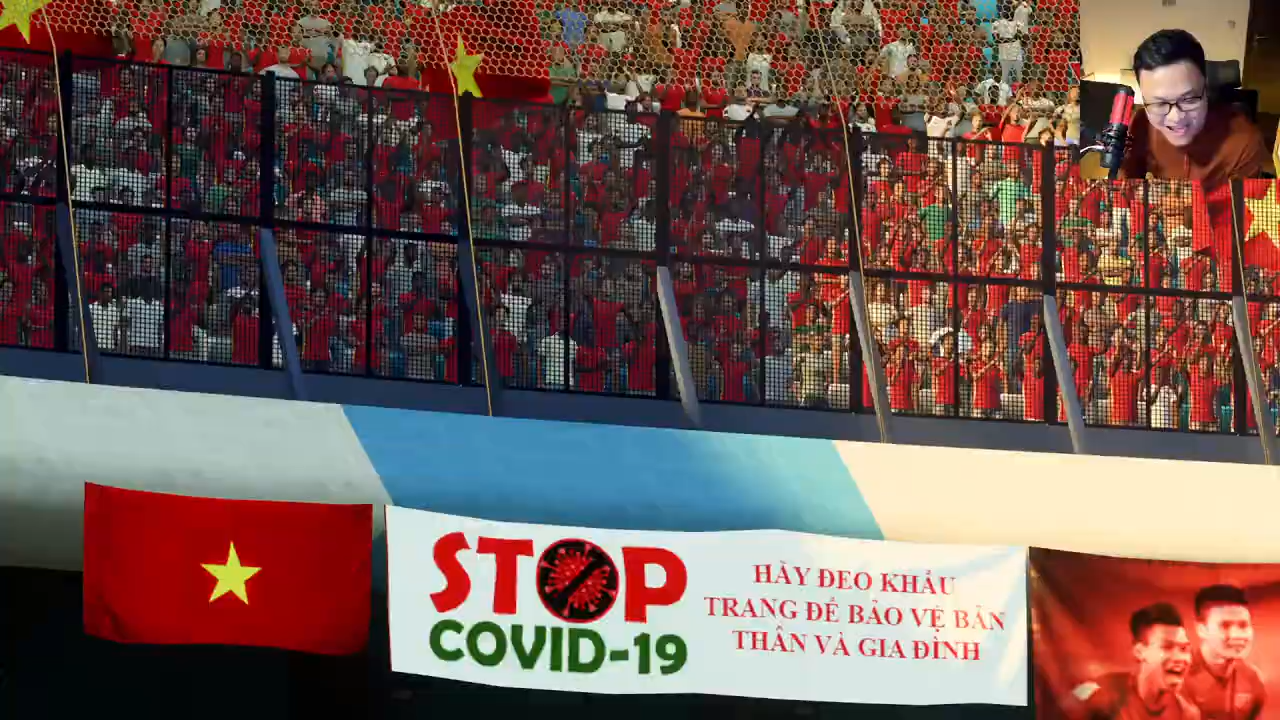 STOP
COVID-19
HÃY ĐEO KHẨU
TRANG ĐỂ BẢO VỆ BẢN
THÂN VÀ GIA ĐÌNH